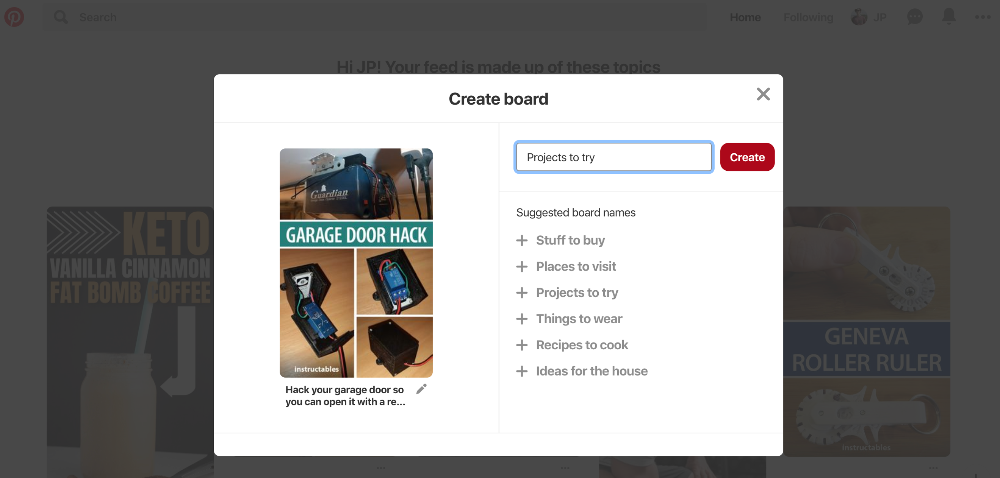 Search
Home
Following
JP
Hi JP! Your feed is made up of these topics
Create board
Guardian
GARAGE DOOR HACK
instructables
Hack your garage door so
you can open it with a re...
Projects to try
Create
Suggested board names
Stuff to buy
Places to visit
Projects to try
Things to wear
Recipes to cook
Ideas for the house
KETO
VANILLA CINNAMON
FAT BOMB COFFEE
GENEVA
ROLLER RULER
instructables